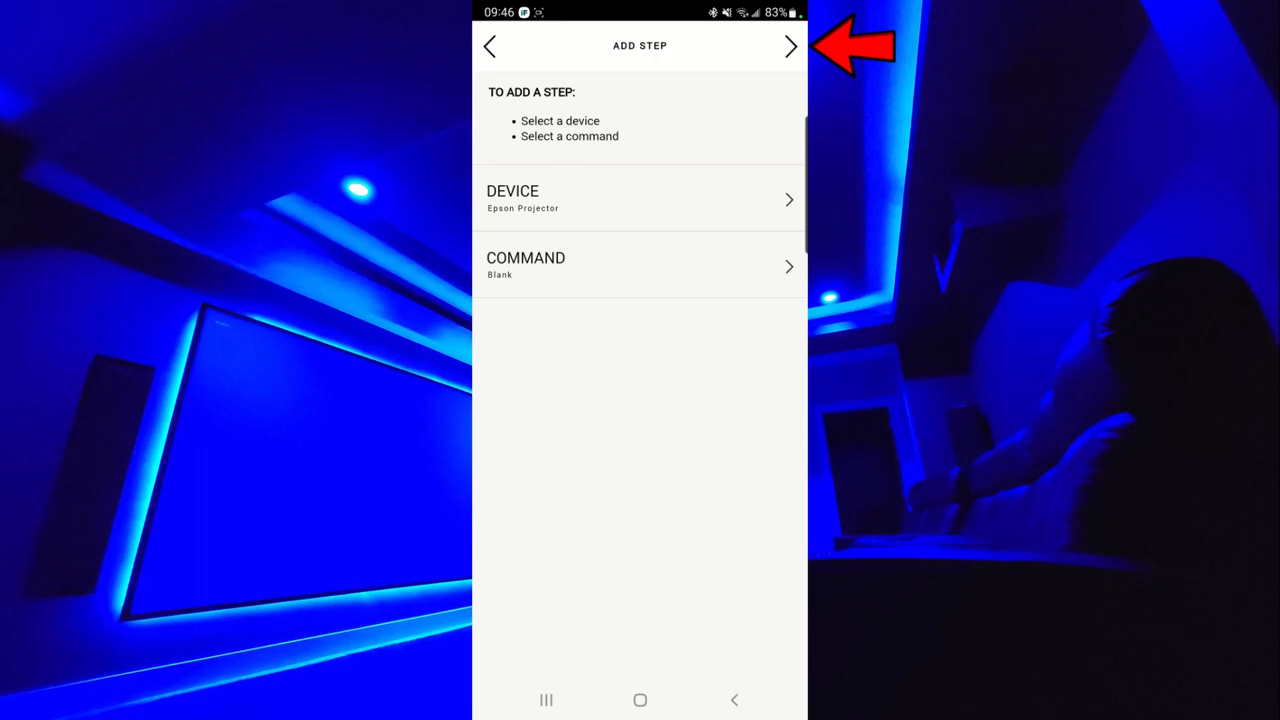 09:46
83%
ADD STEP
TO ADD A STEP:
• Select a device
• Select a command
DEVICE
Epson Projector
COMMAND
Blank